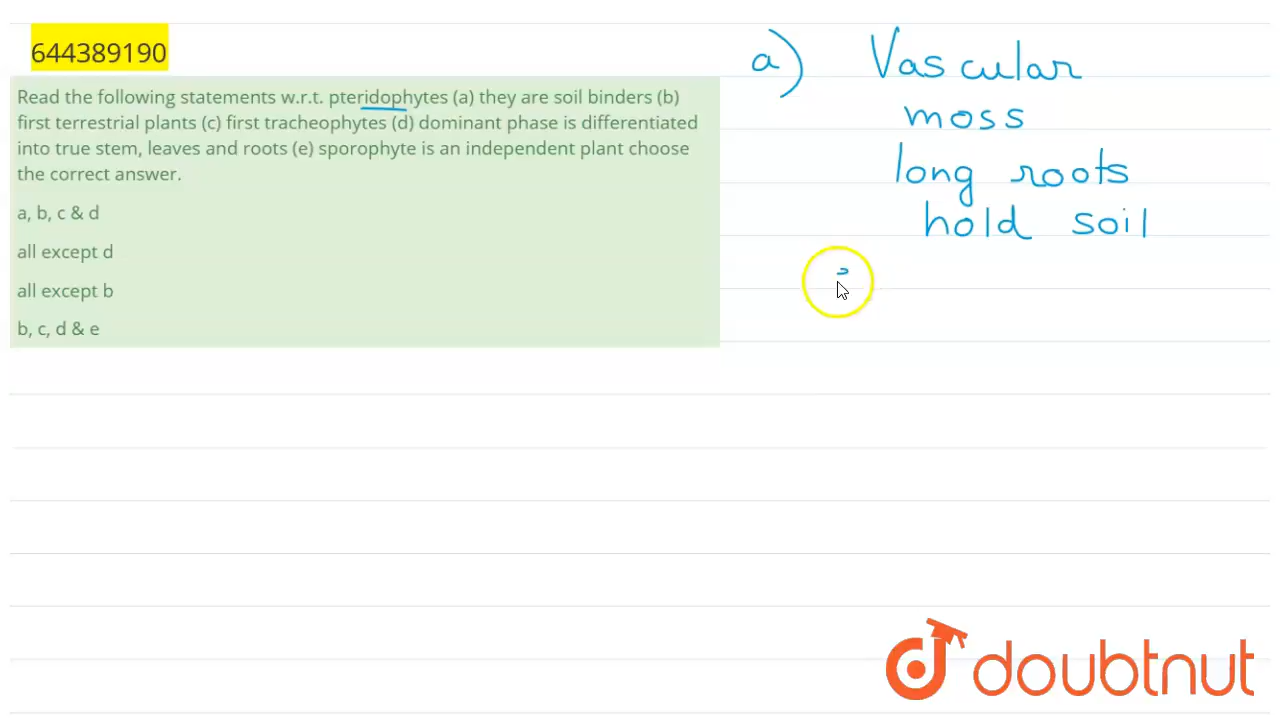 644389190
Read the following statements w.r.t. pteridophytes (a) they are soil binders (b)
first terrestrial plants (c) first tracheophytes (d) dominant phase is differentiated
into true stem, leaves and roots (e) sporophyte is an independent plant choose
the correct answer.
a, b, c & d
all except d
all except b
b, c, d & e
a) Vascular
moss
long roots
hold soil
doubtnut